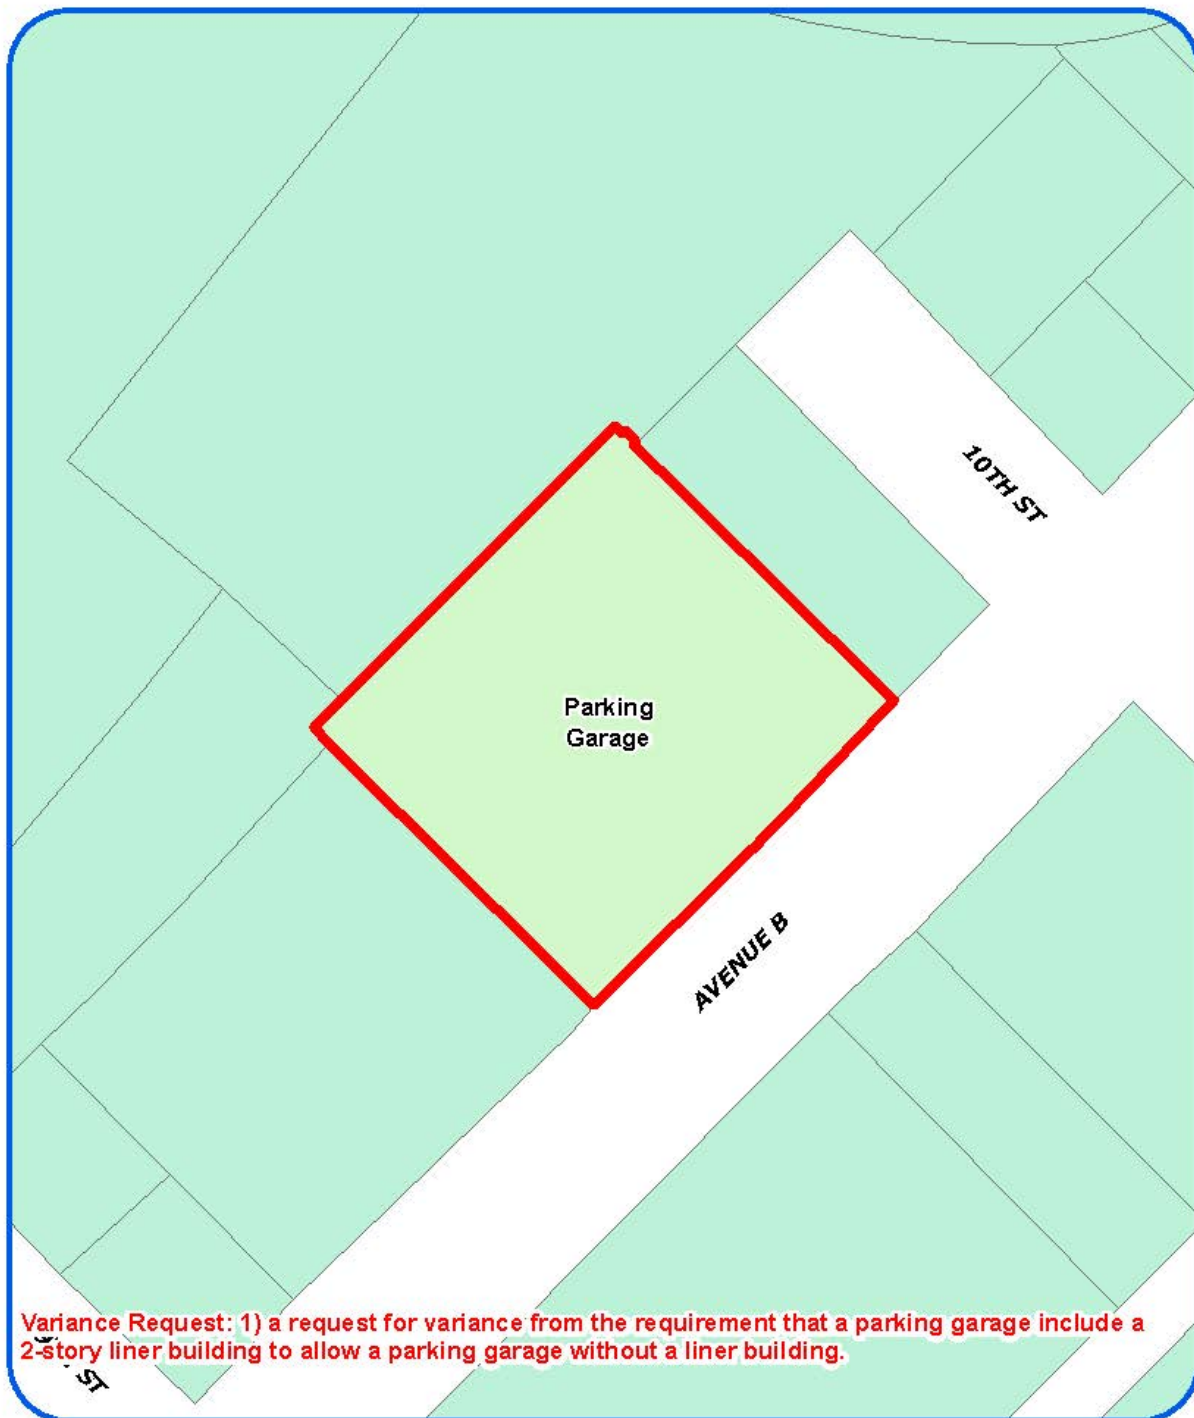 10TH ST
Parking
Garage
AVENUE B
Variance Request: 1) a request for variance from the requirement that a parking garage include a
2-story liner building to allow a parking garage without a liner building.
ST